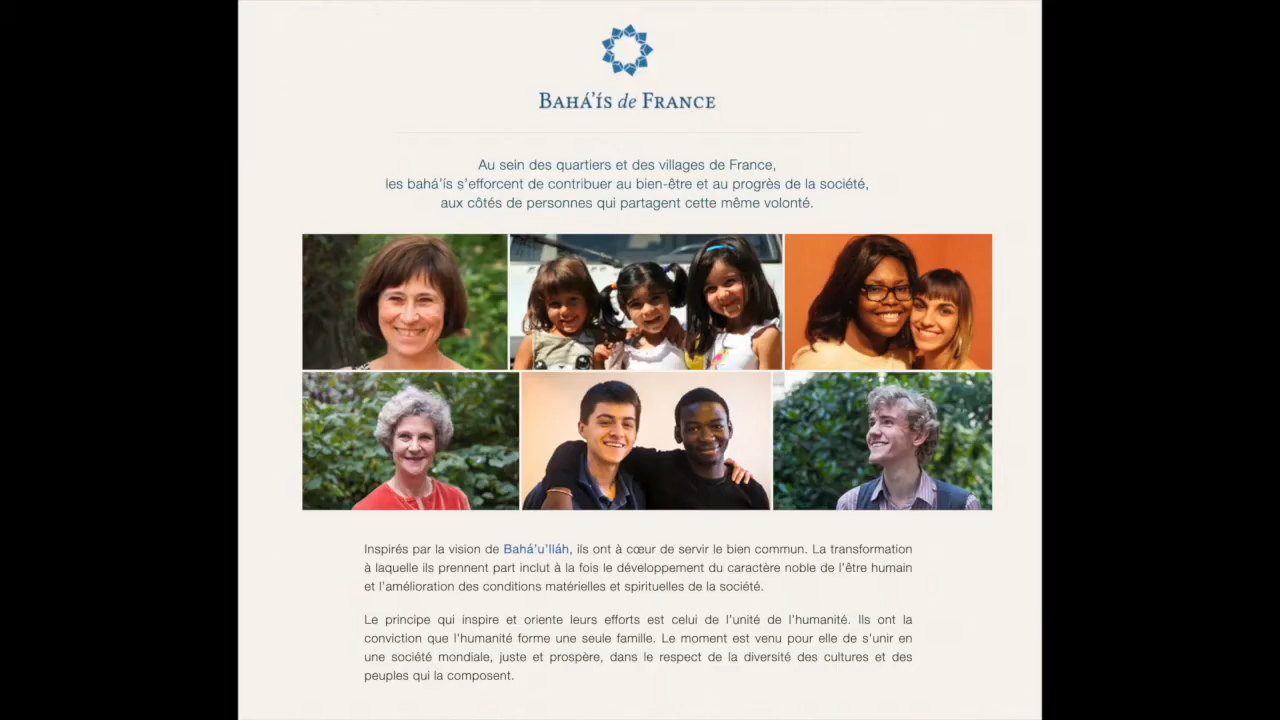 BAHÁ'ÍS de FRANCE
Au sein des quartiers et des villages de France,
les bahá'ís s'efforcent de contribuer au bien-être et au progrès de la société,
aux côtés de personnes qui partagent cette même volonté.
Inspirés par la vision de Bahá'u'lláh, ils ont à cœur de servir le bien commun. La transformation
à laquelle ils prennent part inclut à la fois le développement du caractère noble de l'être humain
et l'amélioration des conditions matérielles et spirituelles de la société.
Le principe qui inspire et oriente leurs efforts est celui de l'unité de l'humanité. Ils ont la
conviction que l'humanité forme une seule famille. Le moment est venu pour elle de s'unir en
une société mondiale, juste et prospère, dans le respect de la diversité des cultures et des
peuples qui la composent.